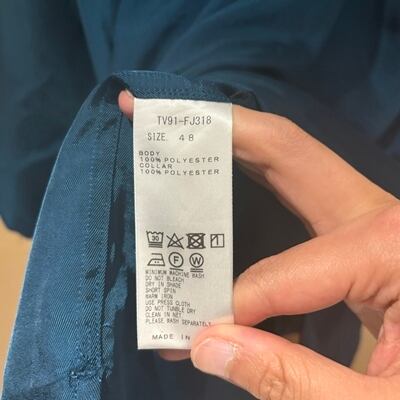 TV91-FJ318
SIZE. 48
BODY
100% POLYESTER
COLLAR
100% POLYESTER
30
F W
MINIMUM MACHINE WASH
DO NOT BLEACH
DRY IN SHADE
SHORT SPIN
WARM IRON
USE PRESS CLOTH
DO NOT TUMBLE DRY
CLEAN IN NET
PLEASE WASH SEPARATELY
MADE IN